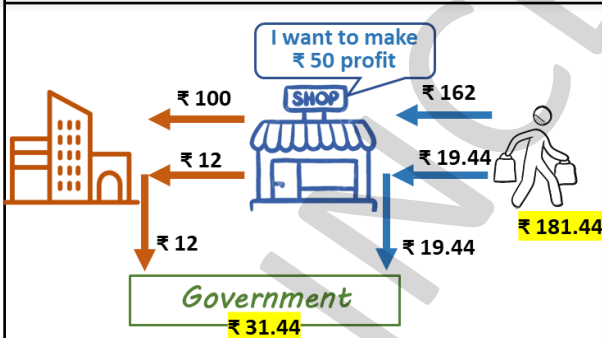 I want to make
₹ 50 profit
SHOP
₹ 100
₹ 162
₹ 12
₹ 19.44
₹ 181.44
₹ 12
₹ 19.44
Government
₹ 31.44